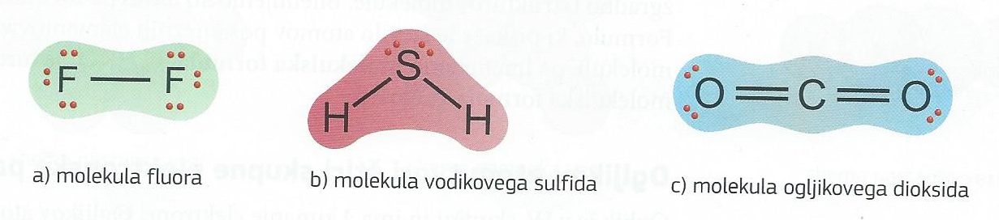 F — F
S
H H
O = C = O
a) molekula fluora
b) molekula vodikovega sulfida
c) molekula ogljikovega dioksida